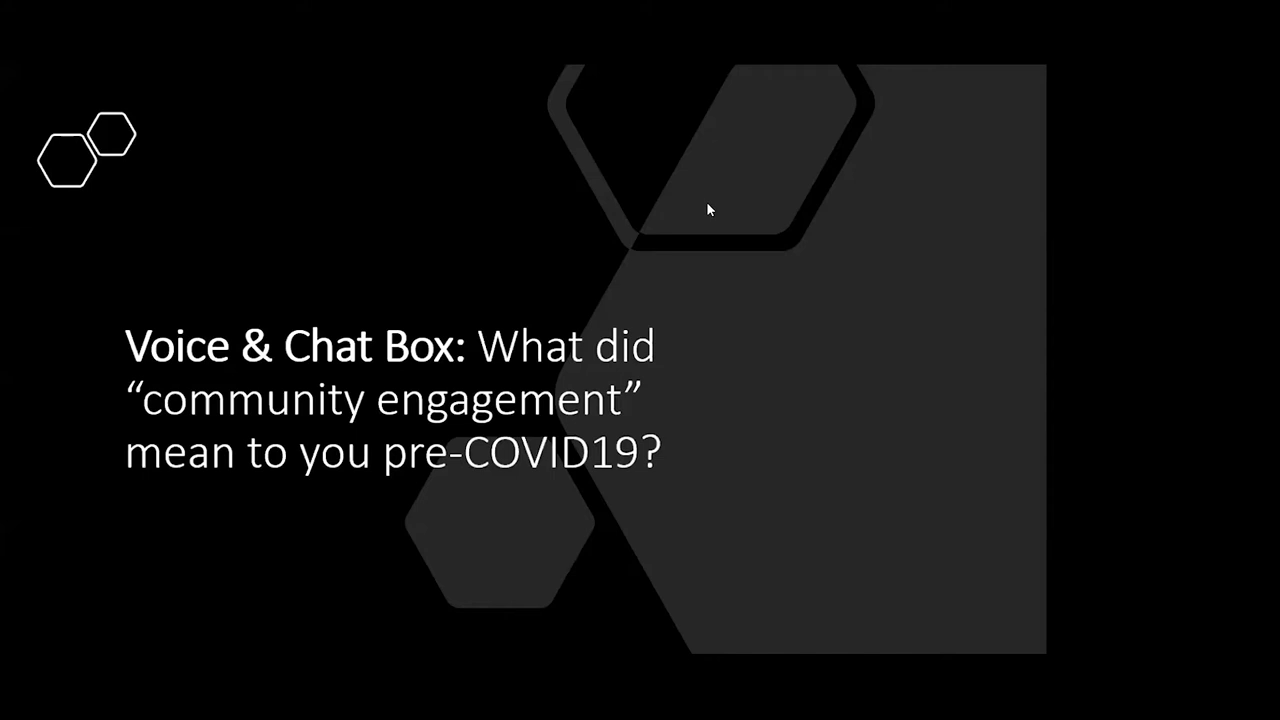 Voice & Chat Box: What did
“community engagement”
mean to you pre-COVID19?